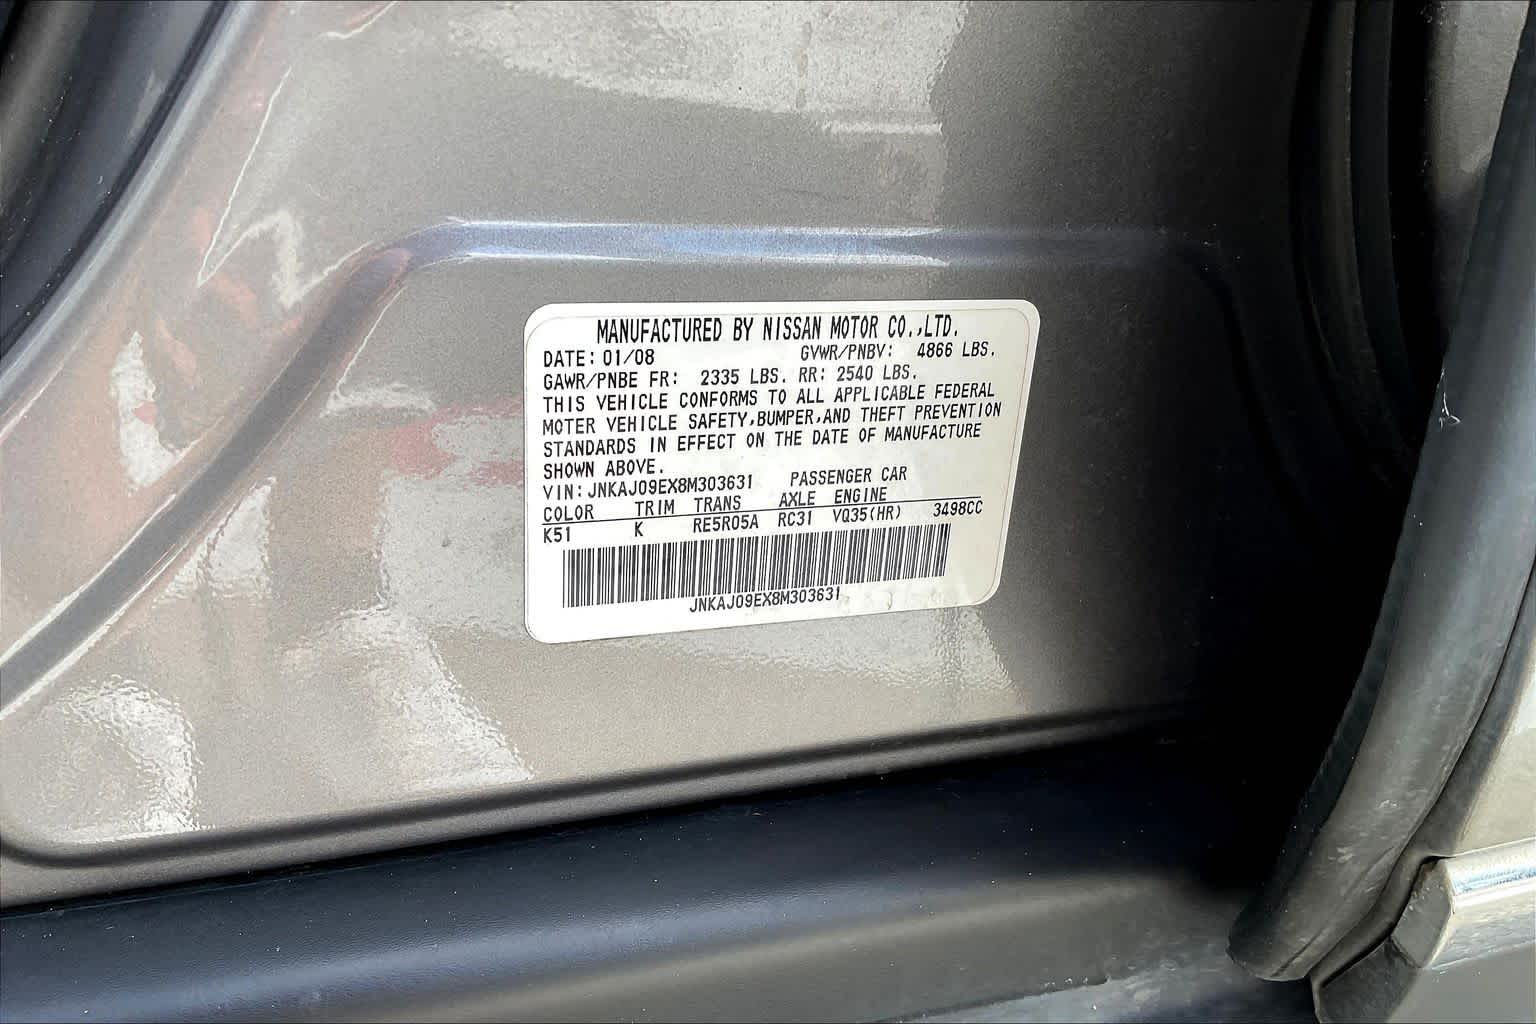 MANUFACTURED BY NISSAN MOTOR CO.,LTD.
DATE: 01/08 GVWR/PNBV: 4866 LBS.
GAWR/PNBE FR: 2335 LBS. RR: 2540 LBS.
THIS VEHICLE CONFORMS TO ALL APPLICABLE FEDERAL
MOTER VEHICLE SAFETY,BUMPER,AND THEFT PREVENTION
STANDARDS IN EFFECT ON THE DATE OF MANUFACTURE
SHOWN ABOVE.
VIN: JNKAJ09EX8M303631 PASSENGER CAR
COLOR TRIM TRANS AXLE ENGINE
K51 K RE5R05A RC31 VQ35(HR) 3498CC
JNKAJ09EX8M303631